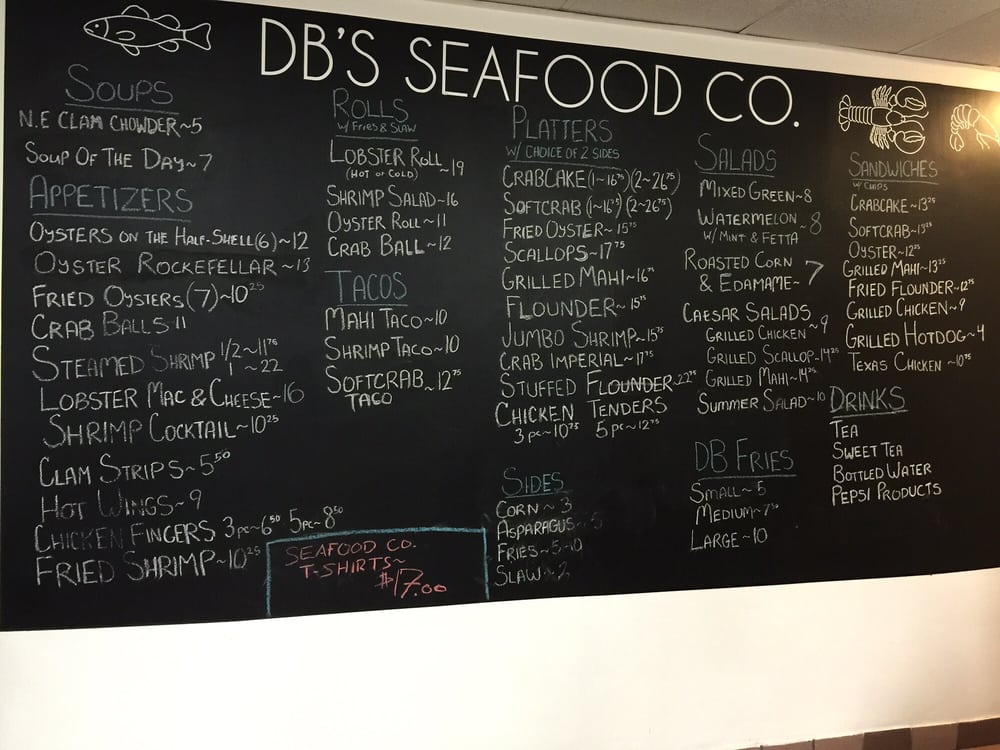 DB'S SEAFOOD CO.
SOUPS
N.E CLAM CHOWDER~5
SOUP OF THE DAY~7
APPETIZERS
OYSTERS ON THE HALF-SHELL(6)~12
OYSTER ROCKEFELLAR~13
FRIED OYSTERS(7)~10 25
CRAB BALLS 11
STEAMED SHRIMP 1/2~11 75
1~22
LOBSTER MAC & CHEESE~16
SHRIMP COCKTAIL~10 25
CLAM STRIPS~5 50
HOT WINGS~9
CHICKEN FINGERS 3pc~6 50 5pc~8 50
FRIED SHRIMP~10 25
ROLLS
W/ FRIES & SLAW
LOBSTER ROLL ~19
(HOT OR COLD)
SHRIMP SALAD~16
OYSTER ROLL~11
CRAB BALL~12
TACOS
MAHI TACO~10
SHRIMP TACO~10
SOFTCRAB~12 75
TACO
SEAFOOD CO.
T-SHIRTS~
$17.00
PLATTERS
W/ CHOICE OF 2 SIDES
CRABCAKE(1~16 75)(2~26 75)
SOFTCRAB(1~16 75)(2~26 75)
FRIED OYSTER~15 75
SCALLOPS~17 75
GRILLED MAHI~16 75
FLOUNDER~15 75
JUMBO SHRIMP~15 75
CRAB IMPERIAL~17 75
STUFFED FLOUNDER~22 75
CHICKEN TENDERS
3pc~10 75 5pc~12 75
SIDES
CORN~3
ASPARAGUS~5
FRIES~5-10
SLAW~2
SALADS
MIXED GREEN~8
WATERMELON~8
W/ MINT & FETTA
ROASTED CORN
& EDAMAME~7
CAESAR SALADS
GRILLED CHICKEN~9
GRILLED SCALLOP~14 25
GRILLED MAHI~14 25
SUMMER SALAD~10
DB FRIES
SMALL~5
MEDIUM~7 50
LARGE~10
SANDWICHES
W/ CHIPS
CRABCAKE~13 25
SOFTCRAB~13 25
OYSTER~12 25
GRILLED MAHI~13 25
FRIED FLOUNDER~12 75
GRILLED CHICKEN~9
GRILLED HOTDOG~4
TEXAS CHICKEN~10 75
DRINKS
TEA
SWEET TEA
BOTTLED WATER
PEPSI PRODUCTS